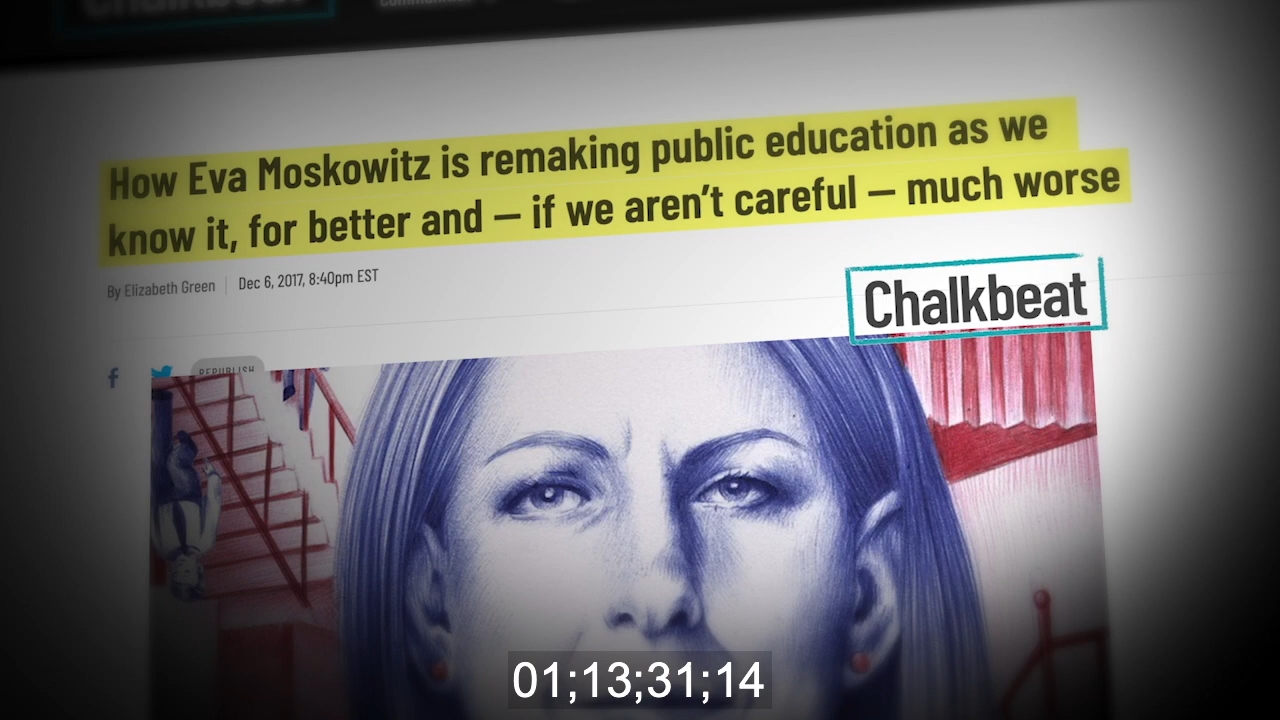 How Eva Moskowitz is remaking public education as we
know it, for better and — if we aren't careful — much worse
By Elizabeth Green | Dec 6, 2017, 8:40pm EST
Chalkbeat
REPUBLISH
01;13;31;14